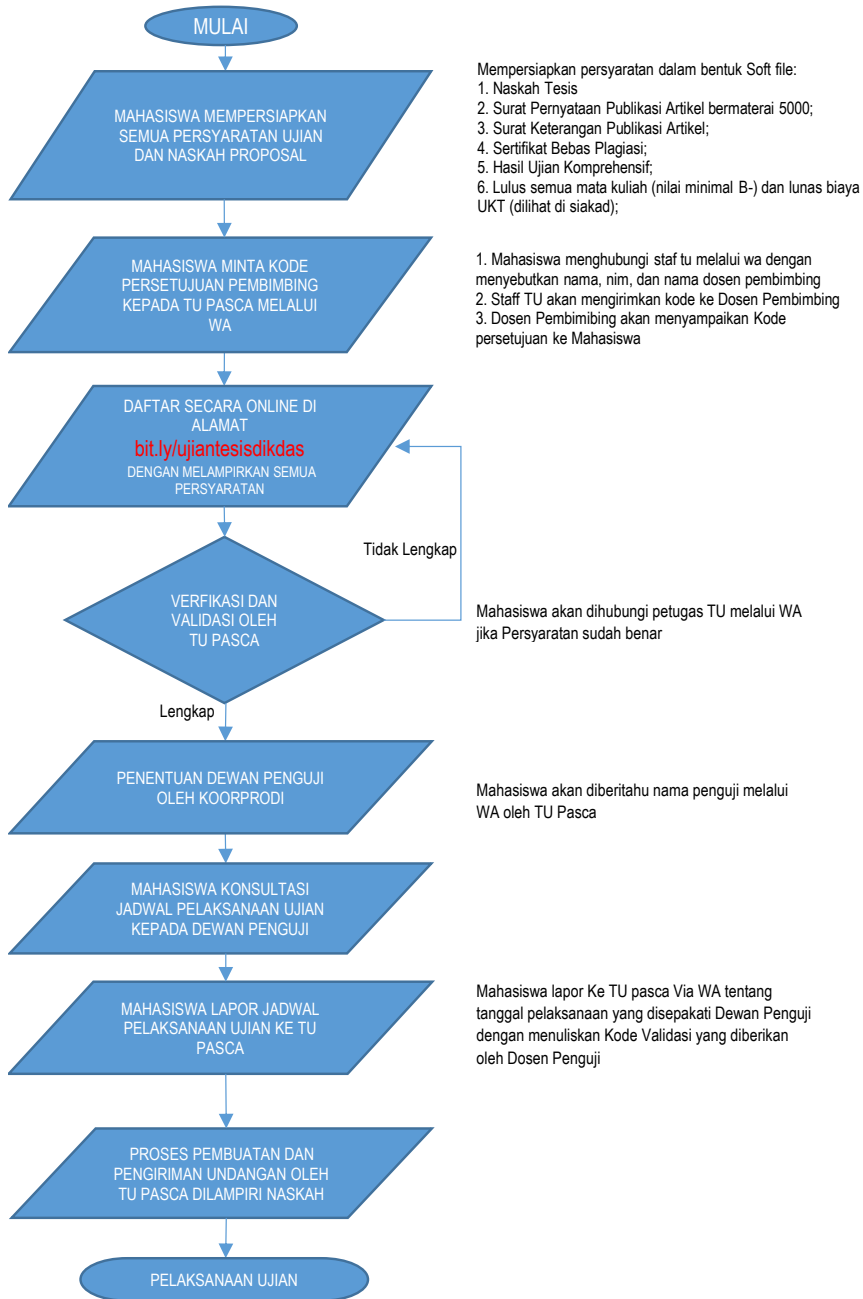 MULAI
MAHASISWA MEMPERSIAPKAN
SEMUA PERSYARATAN UJIAN
DAN NASKAH PROPOSAL
Mempersiapkan persyaratan dalam bentuk Soft file:
1. Naskah Tesis
2. Surat Pernyataan Publikasi Artikel bermaterai 5000;
3. Surat Keterangan Publikasi Artikel;
4. Sertifikat Bebas Plagiasi;
5. Hasil Ujian Komprehensif;
6. Lulus semua mata kuliah (nilai minimal B-) dan lunas biaya
UKT (dilihat di siakad);
MAHASISWA MINTA KODE
PERSETUJUAN PEMBIMBING
KEPADA TU PASCA MELALUI
WA
1. Mahasiswa menghubungi staf tu melalui wa dengan
menyebutkan nama, nim, dan nama dosen pembimbing
2. Staff TU akan mengirimkan kode ke Dosen Pembimbing
3. Dosen Pembimibing akan menyampaikan Kode
persetujuan ke Mahasiswa
DAFTAR SECARA ONLINE DI
ALAMAT
bit.ly/ujiantesisdikdas
DENGAN MELAMPIRKAN SEMUA
PERSYARATAN
Tidak Lengkap
VERFIKASI DAN
VALIDASI OLEH
TU PASCA
Mahasiswa akan dihubungi petugas TU melalui WA
jika Persyaratan sudah benar
Lengkap
PENENTUAN DEWAN PENGUJI
OLEH KOORPRODI
Mahasiswa akan diberitahu nama penguji melalui
WA oleh TU Pasca
MAHASISWA KONSULTASI
JADWAL PELAKSANAAN UJIAN
KEPADA DEWAN PENGUJI
MAHASISWA LAPOR JADWAL
PELAKSANAAN UJIAN KE TU
PASCA
Mahasiswa lapor Ke TU pasca Via WA tentang
tanggal pelaksanaan yang disepakati Dewan Penguji
dengan menuliskan Kode Validasi yang diberikan
oleh Dosen Penguji
PROSES PEMBUATAN DAN
PENGIRIMAN UNDANGAN OLEH
TU PASCA DILAMPIRI NASKAH
PELAKSANAAN UJIAN